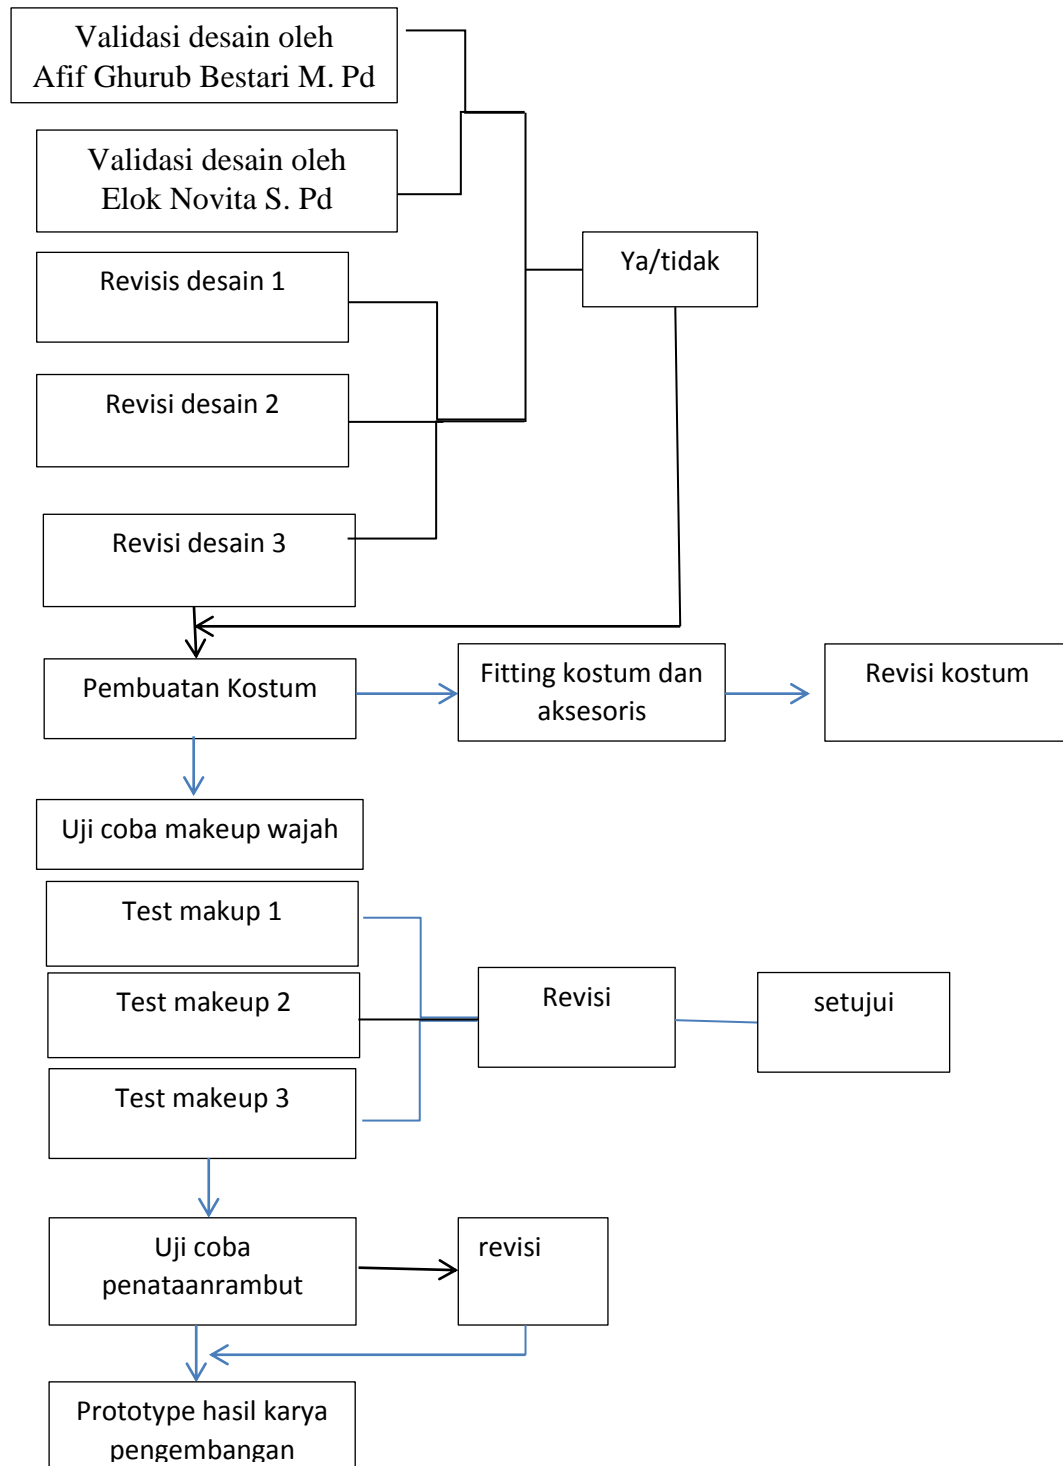 Validasi desain oleh
Afif Ghurub Bestari M. Pd
Validasi desain oleh
Elok Novita S. Pd
Ya/tidak
Revisis desain 1
Revisi desain 2
Revisi desain 3
Pembuatan Kostum
Fitting kostum dan
aksesoris
Revisi kostum
Uji coba makeup wajah
Test makup 1
Test makeup 2
Revisi
setujui
Test makeup 3
Uji coba
penataanrambut
revisi
Prototype hasil karya
pengembangan